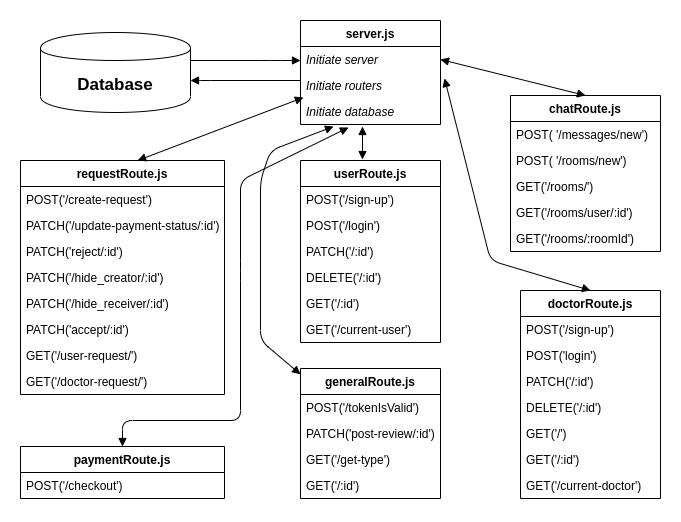 Database
server.js
Initiate server
Initiate routers
Initiate database
chatRoute.js
POST( '/messages/new')
POST( '/rooms/new')
GET('/rooms/')
GET('/rooms/user/:id)
GET('/rooms/:roomId)
requestRoute.js
POST('/create-request')
PATCH('/update-payment-status/:id)
PATCH('reject/:id)
PATCH('/hide_creator/:id)
PATCH('/hide_receiver/:id)
PATCH('accept/:id)
GET('/user-request/')
GET('/doctor-request/')
userRoute.js
POST('/sign-up')
POST('/login')
PATCH('/:id)
DELETE('/:id)
GET('/:id)
GET('/current-user')
doctorRoute.js
POST('/sign-up')
POST('login')
PATCH('/:id)
DELETE('/:id)
GET('/')
GET('/:id)
GET('/current-doctor')
generalRoute.js
POST('/tokenIsValid')
PATCH('post-review/:id)
GET('/get-type')
GET('/:id)
paymentRoute.js
POST('/checkout')